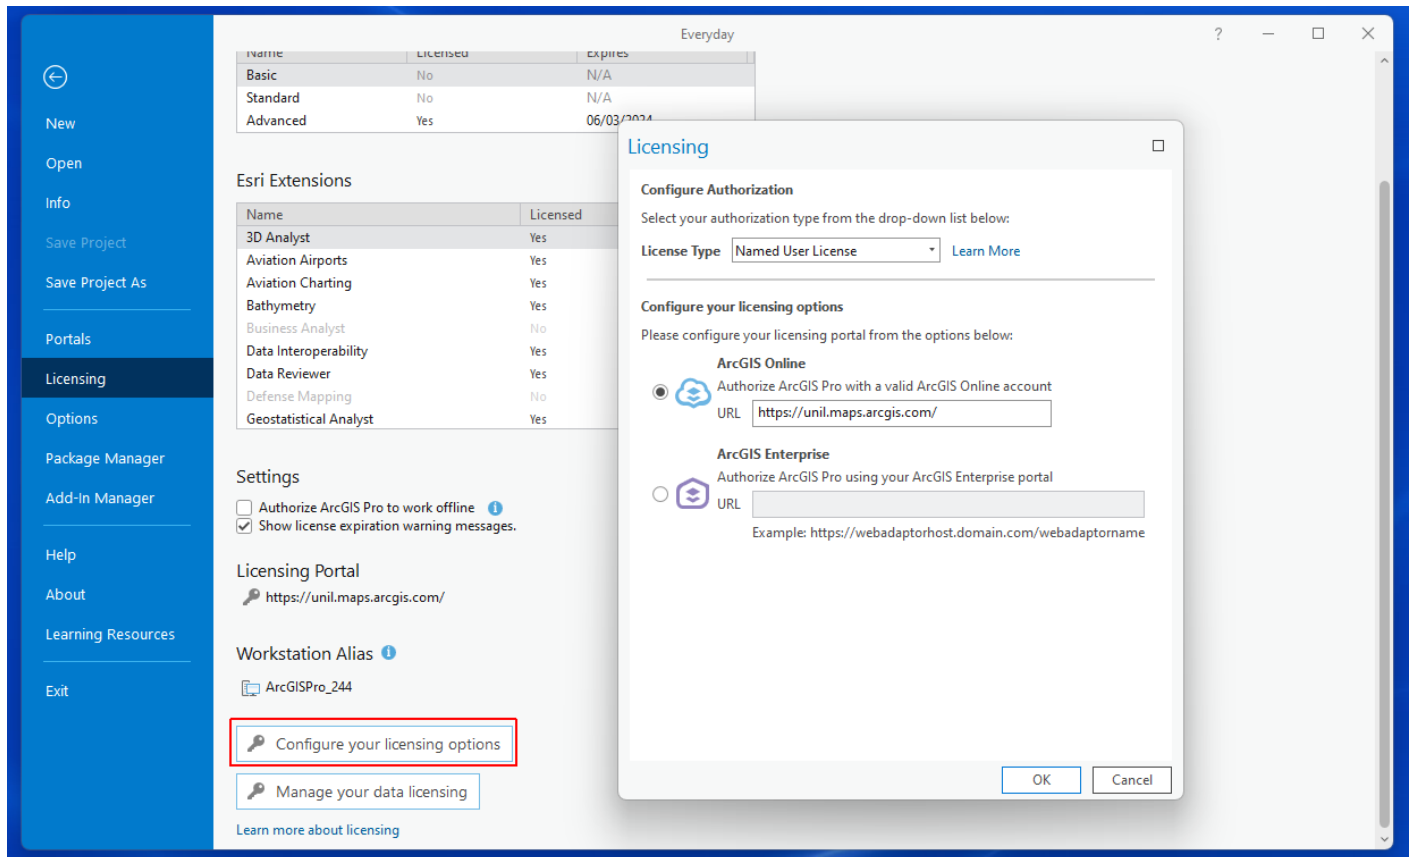 Everyday
?
New
Open
Info
Save Project
Save Project As
Portals
Licensing
Options
Package Manager
Add-In Manager
Help
About
Learning Resources
Exit
Name Licensed Expires
Basic No N/A
Standard No N/A
Advanced Yes 06/03/2024
Esri Extensions
Name Licensed
3D Analyst Yes
Aviation Airports Yes
Aviation Charting Yes
Bathymetry Yes
Business Analyst No
Data Interoperability Yes
Data Reviewer Yes
Defense Mapping No
Geostatistical Analyst Yes
Settings
Authorize ArcGIS Pro to work offline
Show license expiration warning messages.
Licensing Portal
https://unil.maps.arcgis.com/
Workstation Alias
ArcGISPro_244
Configure your licensing options
Manage your data licensing
Learn more about licensing
Licensing
Configure Authorization
Select your authorization type from the drop-down list below:
License Type Named User License Learn More
Configure your licensing options
Please configure your licensing portal from the options below:
ArcGIS Online
Authorize ArcGIS Pro with a valid ArcGIS Online account
URL https://unil.maps.arcgis.com/
ArcGIS Enterprise
Authorize ArcGIS Pro using your ArcGIS Enterprise portal
URL
Example: https://webadaptorhost.domain.com/webadaptorname
OK Cancel